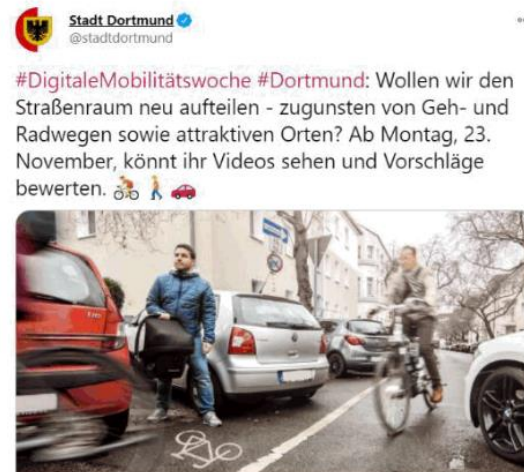 Stadt Dortmund
@stadtdortmund
#DigitaleMobilitätswoche #Dortmund: Wollen wir den
Straßenraum neu aufteilen - zugunsten von Geh- und
Radwegen sowie attraktiven Orten? Ab Montag, 23.
November, könnt ihr Videos sehen und Vorschläge
bewerten. 🚴 🚶 🚗